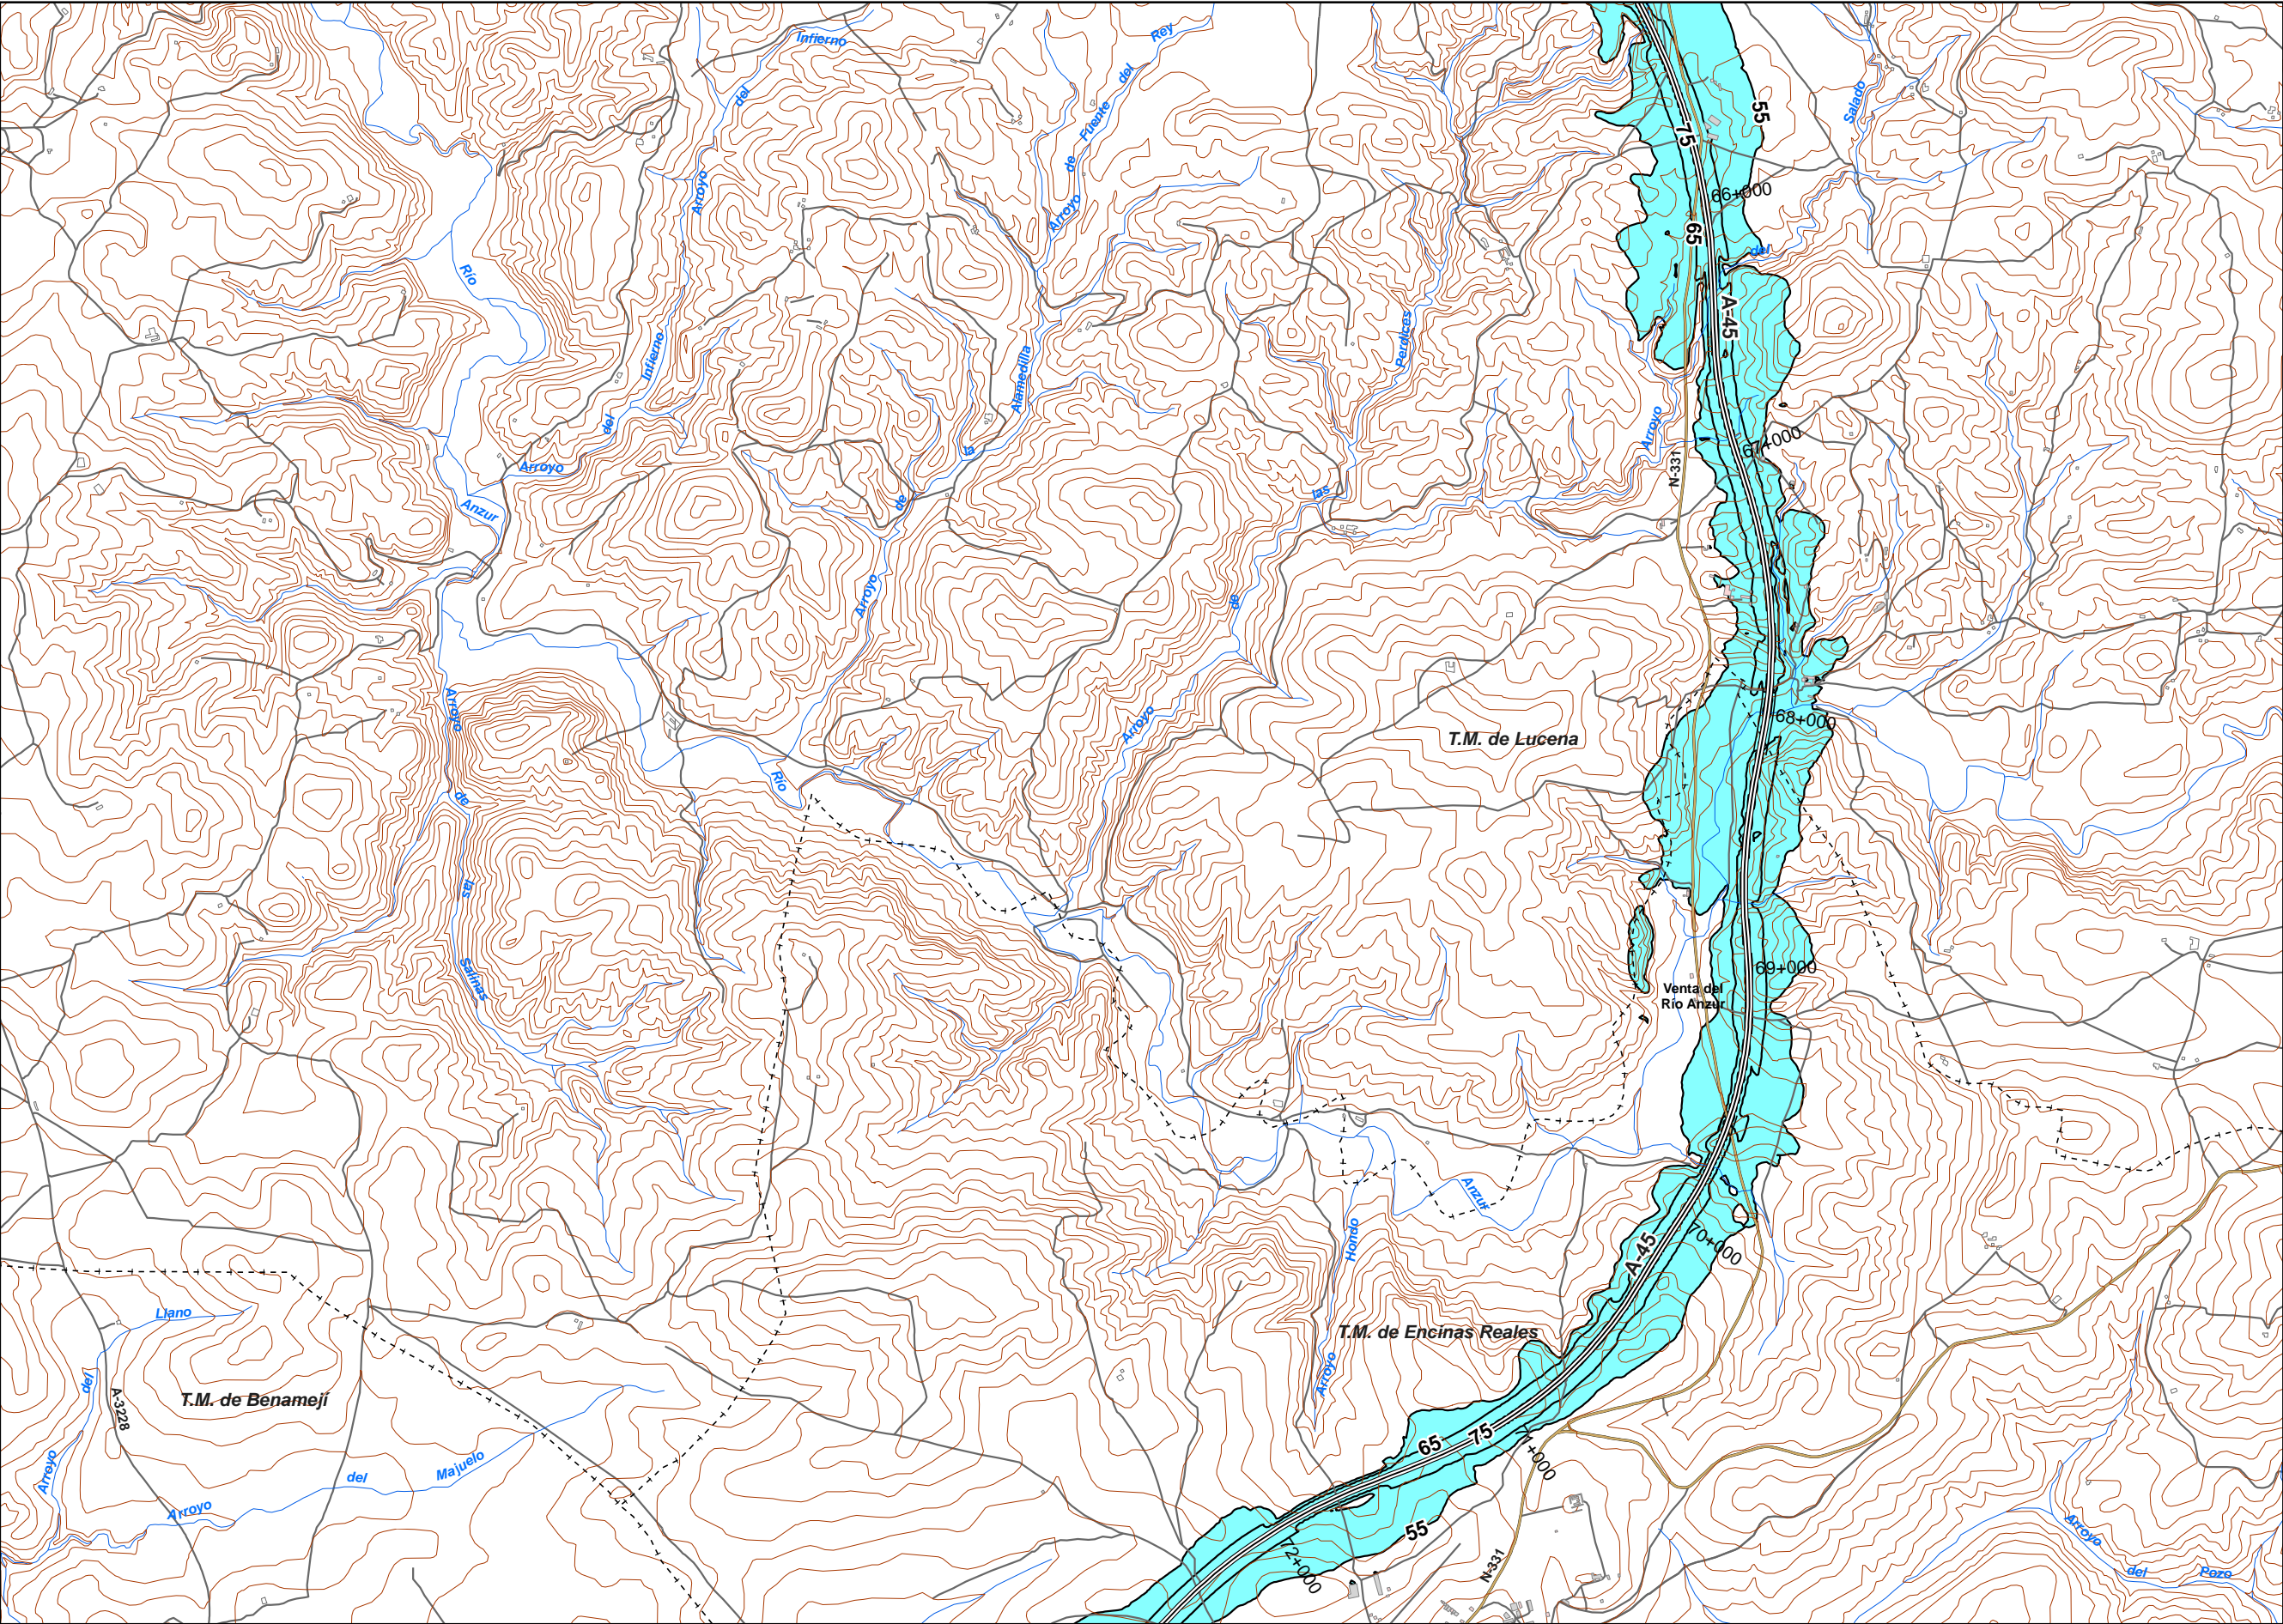 Infierno
del
Arroyo
Infierno
del
Arroyo
Rey
del
Fuente
de
Arroyo
Alamedilla
la
de
Arroyo
Río
Anzur
Perdices
las
de
Arroyo
Salado
del
Arroyo
55
75
66+000
65
A-45
67+000
N-331
68+000
T.M. de Lucena
Arroyo
de
las
Salinas
Río
69+000
Venta del
Río Anzur
Anzur
Hondo
Arroyo
70+000
A-45
T.M. de Encinas Reales
Llano
del
Arroyo
A-3228
T.M. de Benamejí
Majuelo
del
Arroyo
65
75
71+000
55
72+000
N-331
Arroyo
del
Pozo